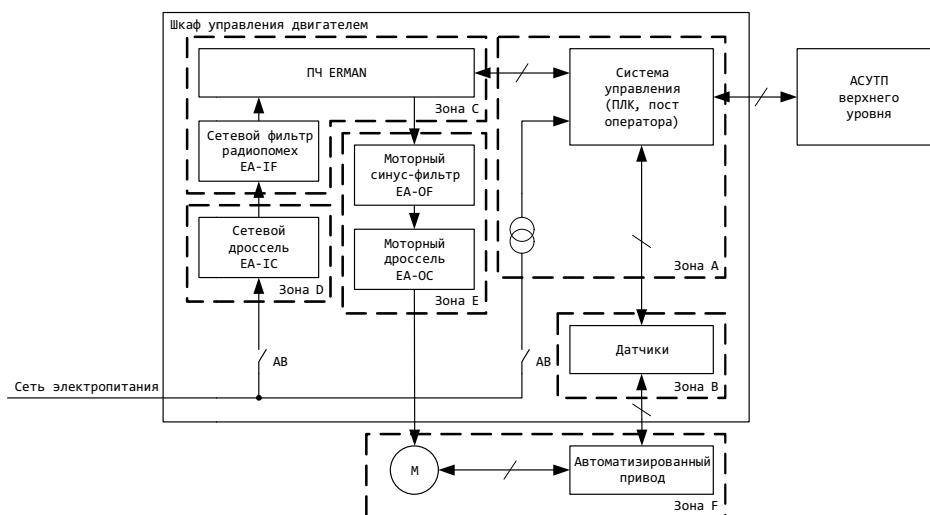 Шкаф управления двигателем
ПЧ ERMAN
Зона C
Сетевой фильтр
радиопомех
EA-IF
Сетевой
дроссель
EA-IC
Зона D
Моторный
синус-фильтр
EA-OF
Моторный
дроссель
EA-OC
Зона E
Система
управления
(ПЛК, пост
оператора)
Зона A
АСУТП
верхнего
уровня
АВ
АВ
Датчики
Зона B
Сеть электропитания
М
Автоматизированный
привод
Зона F